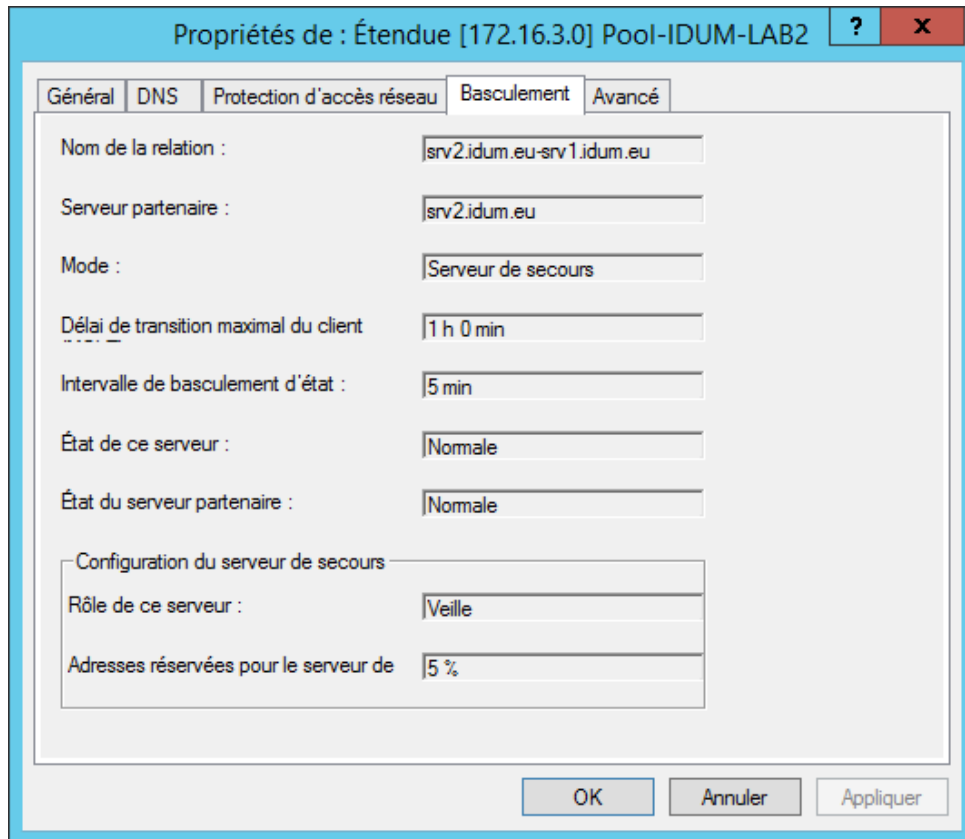 Propriétés de : Étendue [172.16.3.0] Pool-IDUM-LAB2 ? x
Général DNS Protection d'accès réseau Basculement Avancé
Nom de la relation : srv2.idum.eu-srv1.idum.eu
Serveur partenaire : srv2.idum.eu
Mode : Serveur de secours
Délai de transition maximal du client 1 h 0 min
Intervalle de basculement d'état : 5 min
État de ce serveur : Normale
État du serveur partenaire : Normale
Configuration du serveur de secours
Rôle de ce serveur : Veille
Adresses réservées pour le serveur de 5 %
OK Annuler Appliquer